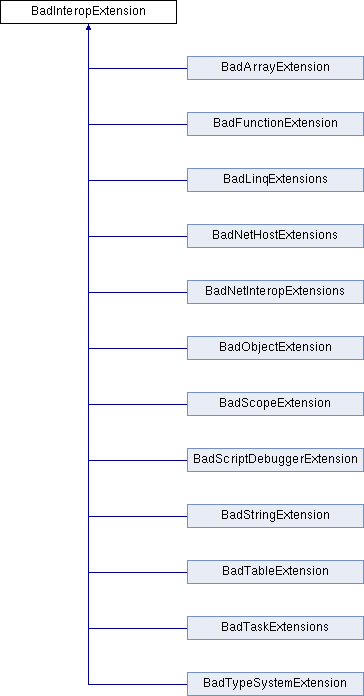 BadInteropExtension
BadArrayExtension
BadFunctionExtension
BadLinqExtensions
BadNetHostExtensions
BadNetInteropExtensions
BadObjectExtension
BadScopeExtension
BadScriptDebuggerExtension
BadStringExtension
BadTableExtension
BadTaskExtensions
BadTypeSystemExtension